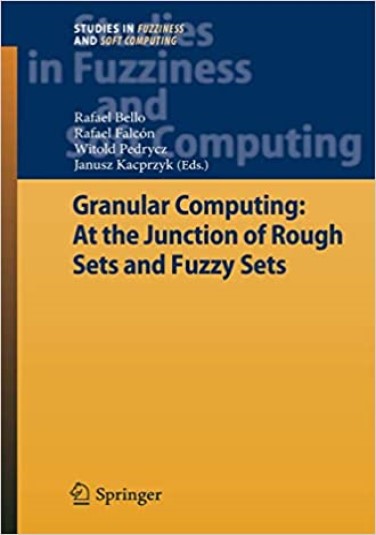 STUDIES IN FUZZINESS
AND SOFT COMPUTING
Studies
in Fuzziness
and
Soft Computing
Rafael Bello
Rafael Falcón
Witold Pedrycz
Janusz Kacprzyk (Eds.)
Granular Computing:
At the Junction of Rough
Sets and Fuzzy Sets
Springer